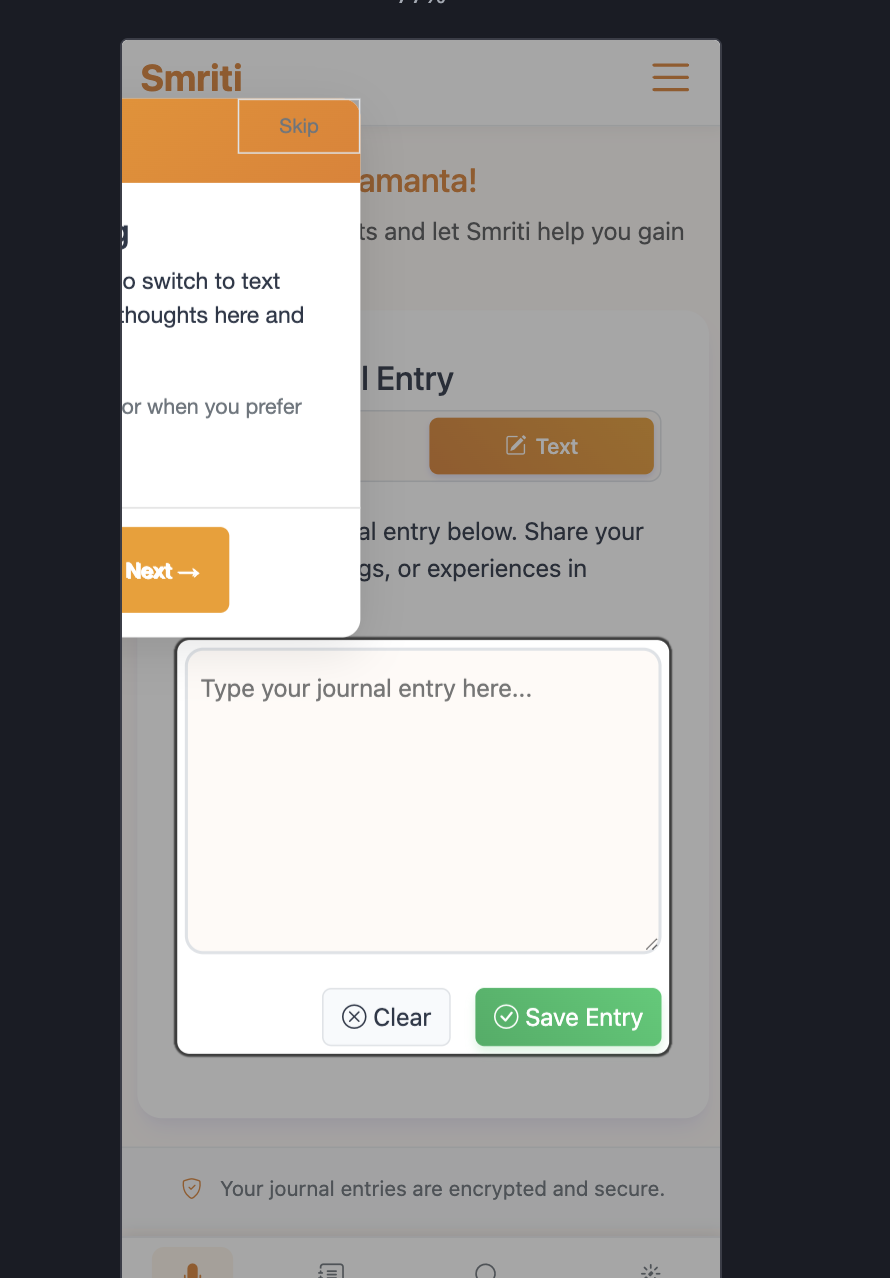 Smriti
Skip
amanta!
ts and let Smriti help you gain
g
o switch to text
thoughts here and
l Entry
or when you prefer
Text
al entry below. Share your
gs, or experiences in
Next →
Type your journal entry here...
Clear
Save Entry
Your journal entries are encrypted and secure.